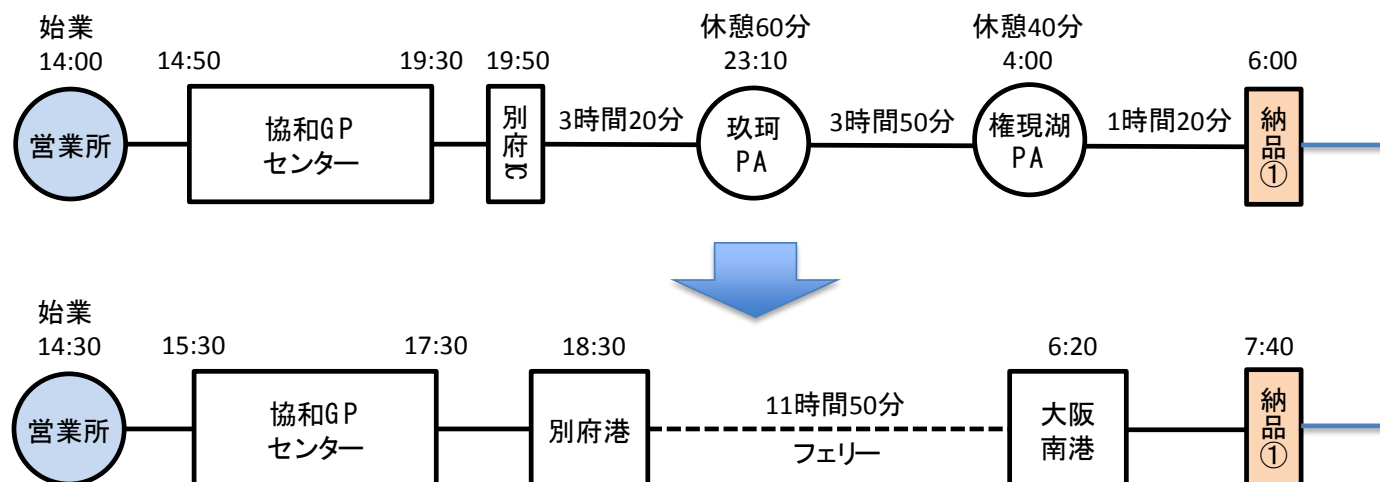 始業
14:00
14:50
19:30
19:50
休憩60分
23:10
休憩40分
4:00
6:00
営業所
協和GP
センター
別府IC
3時間20分
玖珂
PA
3時間50分
権現湖
PA
1時間20分
納品①
始業
14:30
15:30
17:30
18:30
6:20
7:40
営業所
協和GP
センター
別府港
11時間50分
フェリー
大阪
南港
納品①